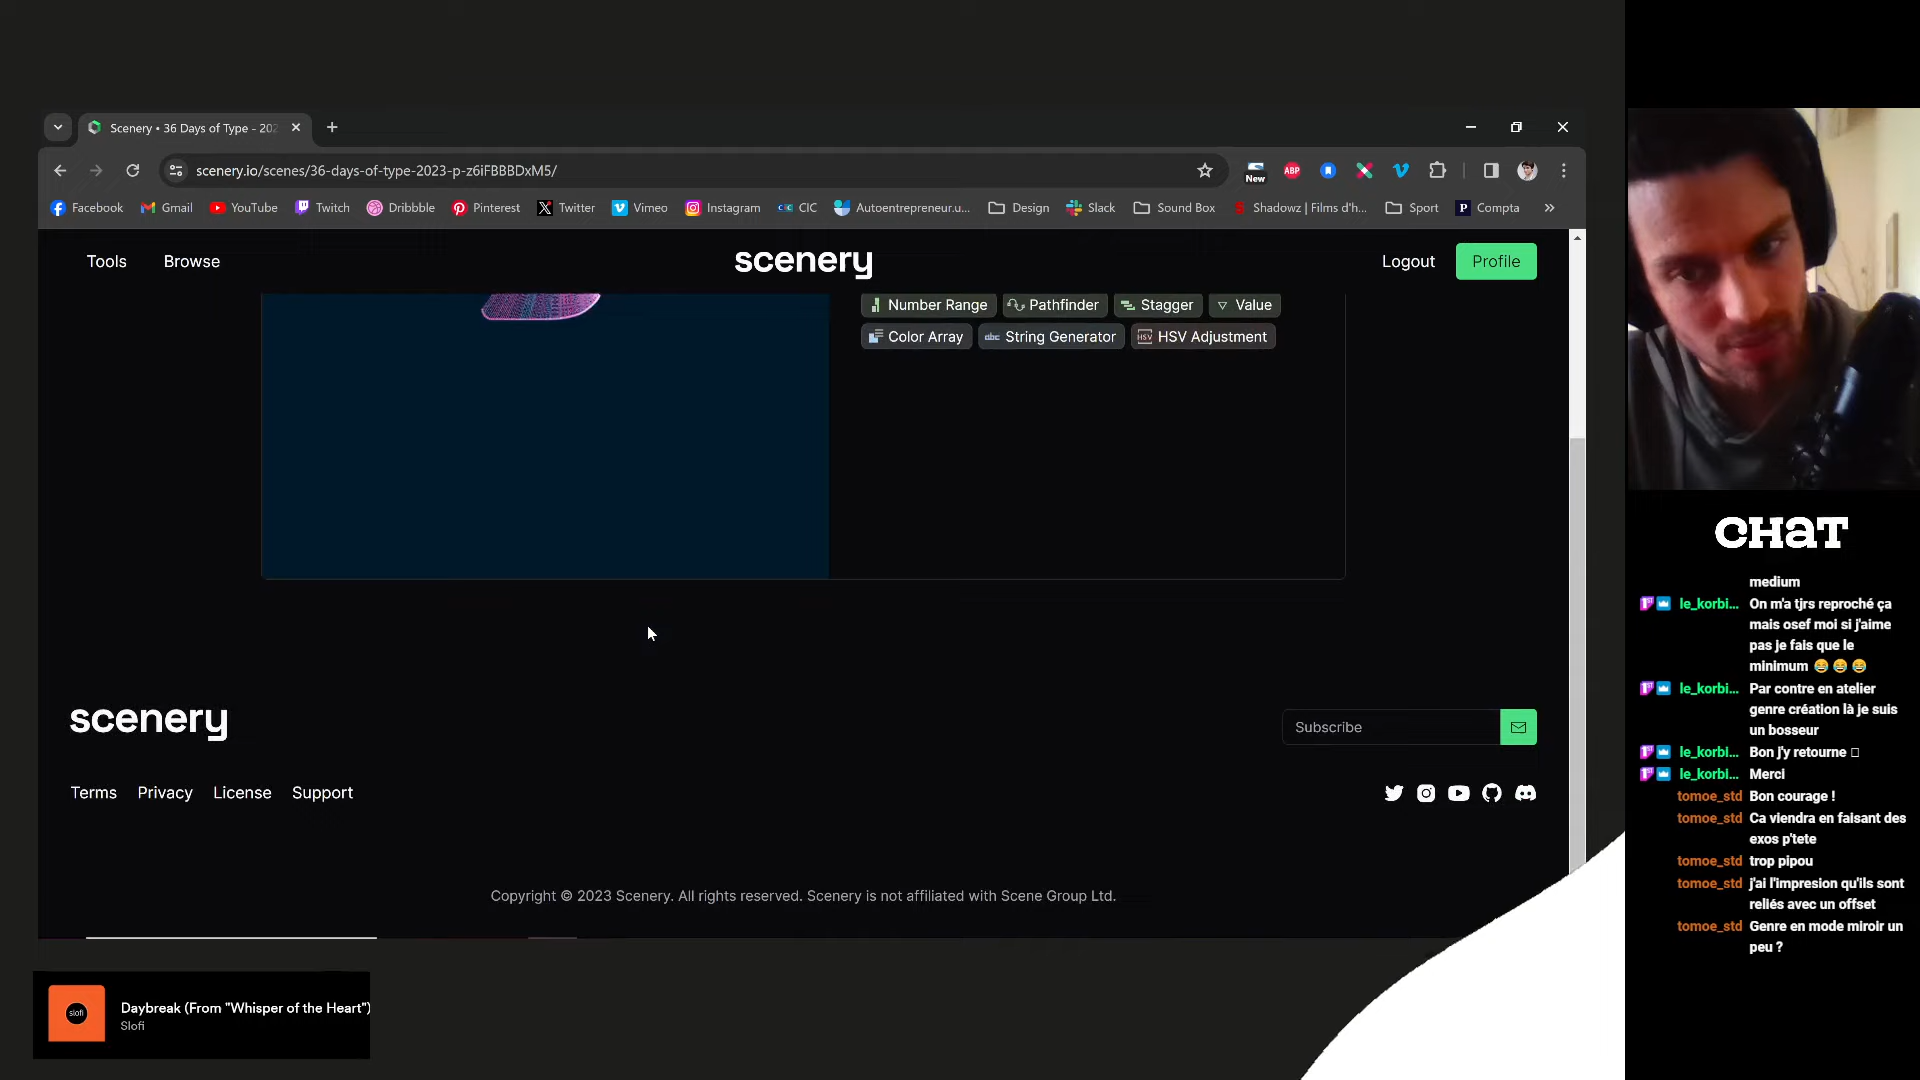 Scenery • 36 Days of Type - 202
scenery.io/scenes/36-days-of-type-2023-p-z6iFBBBDxM5/
New
ABP
Facebook
Gmail
YouTube
Twitch
Dribbble
Pinterest
Twitter
Vimeo
Instagram
CIC
Autoentrepreneur.u...
Design
Slack
Sound Box
Shadowz | Films d'h...
Sport
Compta
Tools
Browse
scenery
Logout
Profile
Number Range
Pathfinder
Stagger
Value
Color Array
abc
String Generator
HSV
HSV Adjustment
scenery
Subscribe
Terms
Privacy
License
Support
Copyright © 2023 Scenery. All rights reserved. Scenery is not affiliated with Scene Group Ltd.
slofi
Daybreak (From "Whisper of the Heart")
Slofi
CHAT
medium
le_korbi... On m'a tjrs reproché ça
mais osef moi si j'aime
pas je fais que le
minimum 😂 😂 😂
le_korbi... Par contre en atelier
genre création là je suis
un bosseur
le_korbi... Bon j'y retourne
le_korbi... Merci
tomoe_std Bon courage !
tomoe_std Ca viendra en faisant des
exos p'tete
tomoe_std trop pipou
tomoe_std j'ai l'impresion qu'ils sont
reliés avec un offset
tomoe_std Genre en mode miroir un
peu ?